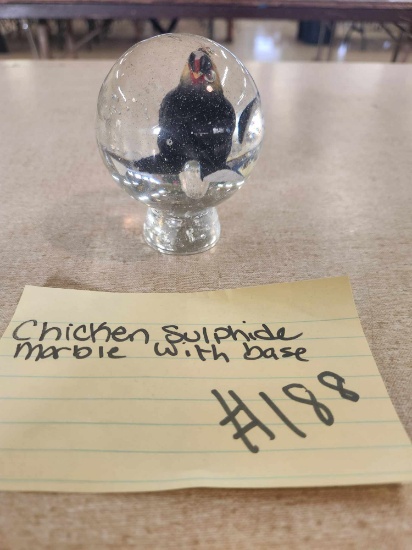 Chicken Sulphide
Marble with base
#188